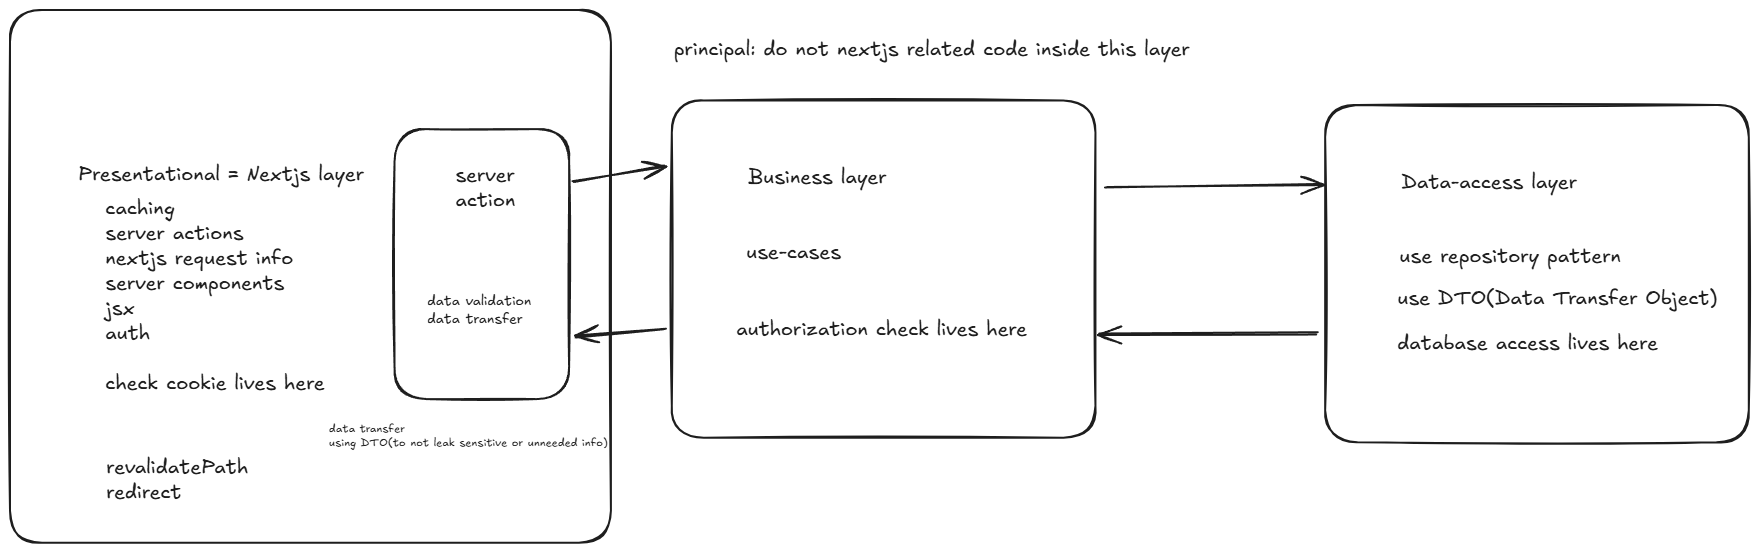 principal: do not nextjs related code inside this layer
Presentational = Nextjs layer
caching
server actions
nextjs request info
server components
jsx
auth
check cookie lives here
revalidatePath
redirect
server
action
data validation
data transfer
data transfer
using DTO(to not leak sensitive or unneeded info)
Business layer
use-cases
authorization check lives here
Data-access layer
use repository pattern
use DTO(Data Transfer Object)
database access lives here